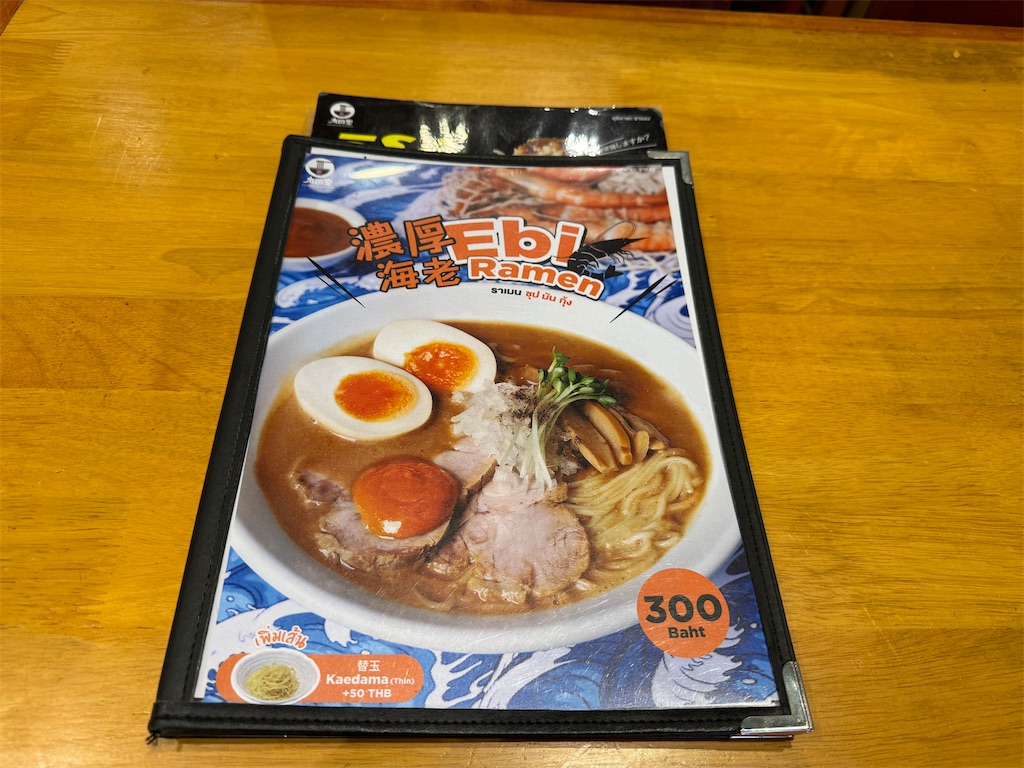 濃厚 Ebi
海老 Ramen
ราเมน ซุป มัน กุ้ง
300
Baht
เพิ่มเส้น
替玉
Kaedama (Thin)
+50 THB